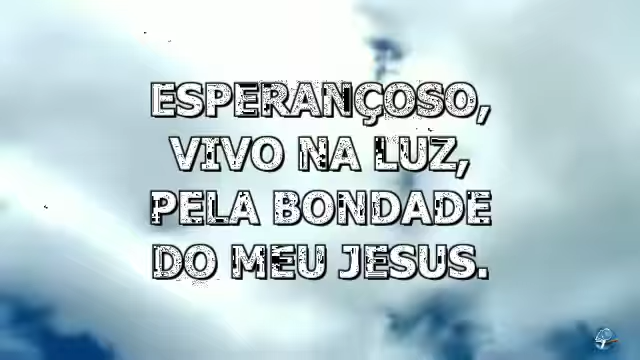 ESPERANÇOSO,
VIVO NA LUZ,
PELA BONDADE
DO MEU JESUS.